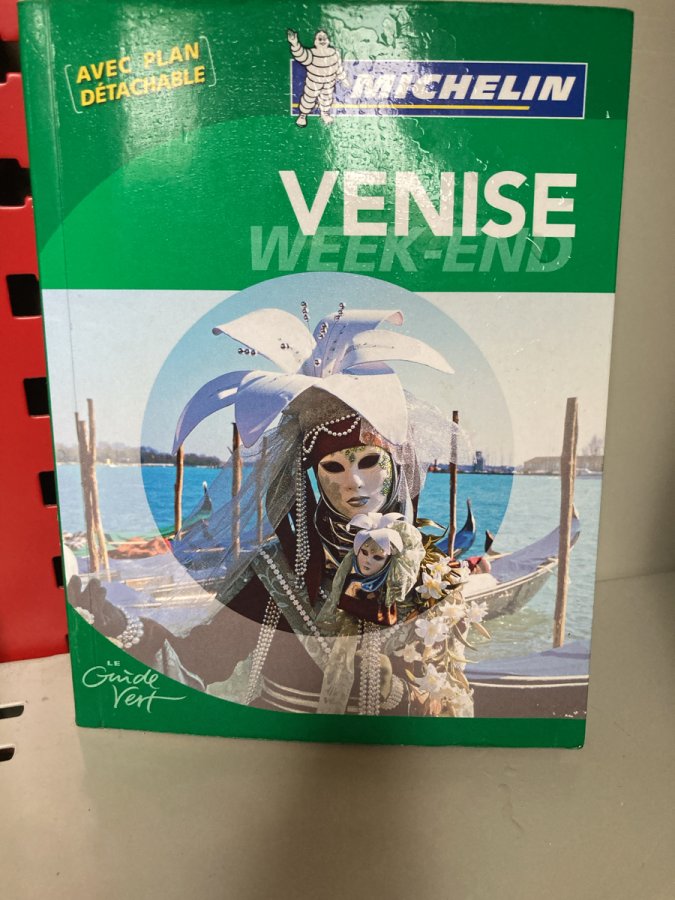 AVEC PLAN
DÉTACHABLE
MICHELIN
VENISE
WEEK-END
LE
Guide
Vert